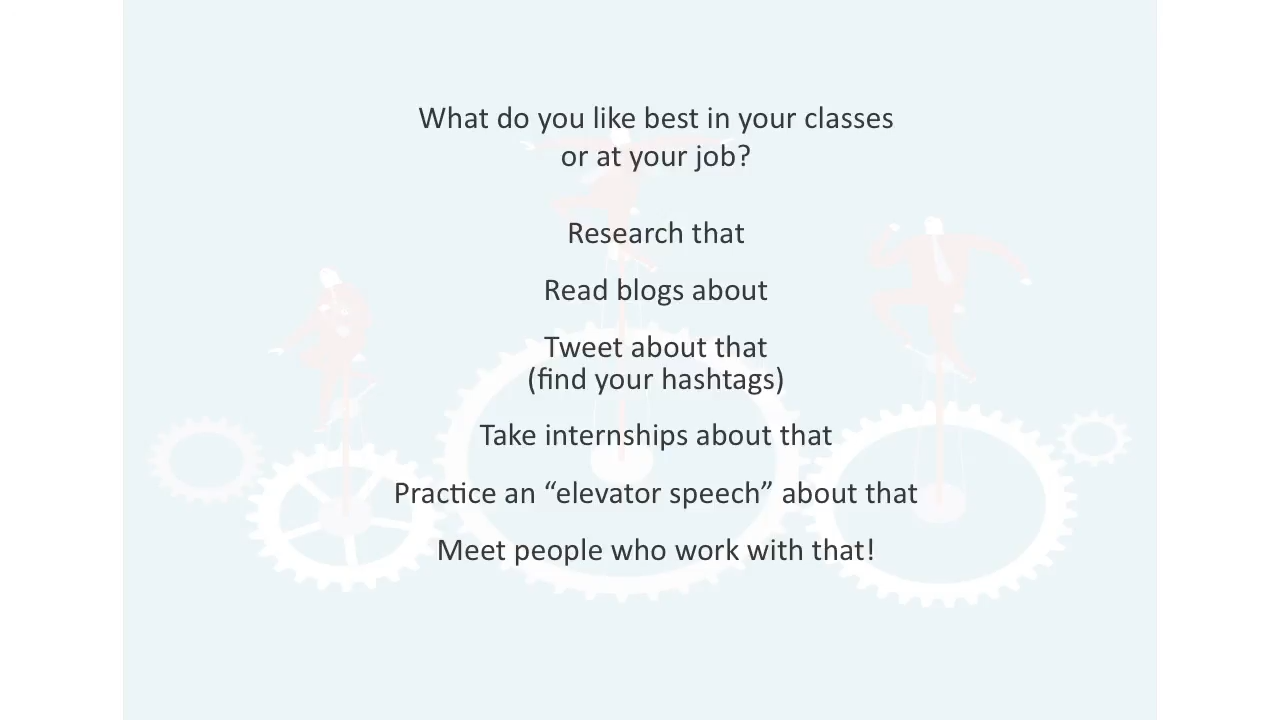 What do you like best in your classes
or at your job?
Research that
Read blogs about
Tweet about that
(find your hashtags)
Take internships about that
Practice an “elevator speech” about that
Meet people who work with that!